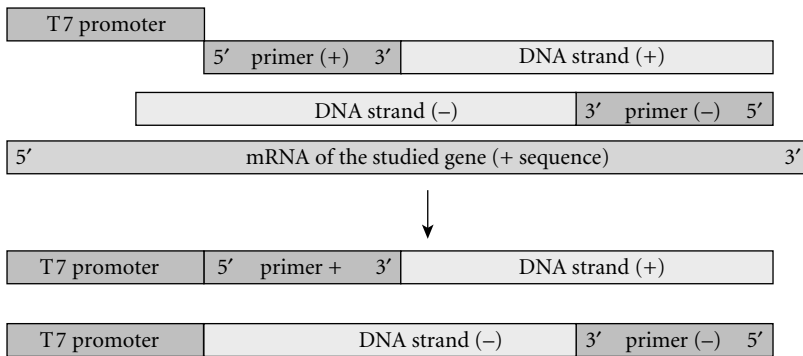 T7 promoter
5′ primer (+) 3′ DNA strand (+)
DNA strand (–) 3′ primer (–) 5′
5′ mRNA of the studied gene (+ sequence) 3′
T7 promoter 5′ primer + 3′ DNA strand (+)
T7 promoter DNA strand (–) 3′ primer (–) 5′